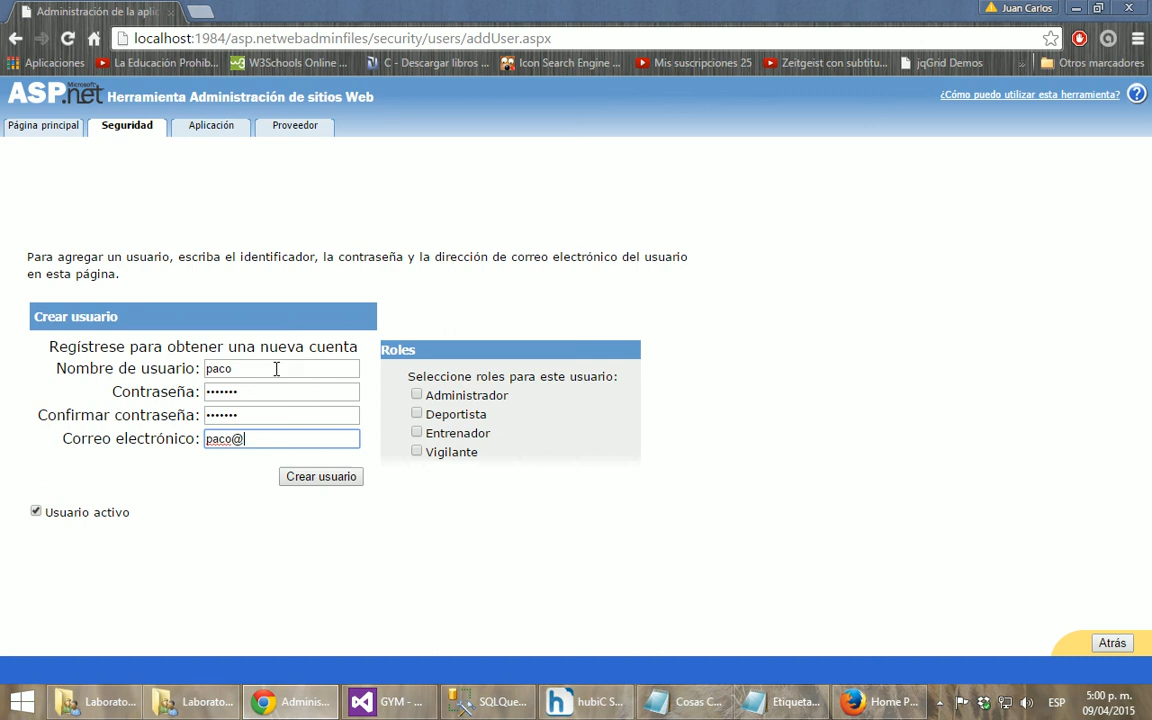 Administración de la aplic
Juan Carlos
localhost:1984/asp.netwebadminfiles/security/users/addUser.aspx
Aplicaciones
La Educación Prohib...
W3Schools Online ...
C - Descargar libros ...
Icon Search Engine ...
Mis suscripciones 25
Zeitgeist con subtitu...
jqGrid Demos
»
Otros marcadores
Microsoft
ASP.net Herramienta Administración de sitios Web
¿Cómo puedo utilizar esta herramienta? ?
Página principal
Seguridad
Aplicación
Proveedor
Para agregar un usuario, escriba el identificador, la contraseña y la dirección de correo electrónico del usuario
en esta página.
Crear usuario
Regístrese para obtener una nueva cuenta
Nombre de usuario: paco
Contraseña: •••••••
Confirmar contraseña: •••••••
Correo electrónico: paco@
Crear usuario
Usuario activo
Roles
Seleccione roles para este usuario:
Administrador
Deportista
Entrenador
Vigilante
Atrás
Laborato...
Laborato...
Adminis...
GYM - ...
SQLQue...
hubiC S...
Cosas C...
Etiqueta...
Home P...
ESP
5:00 p. m.
09/04/2015